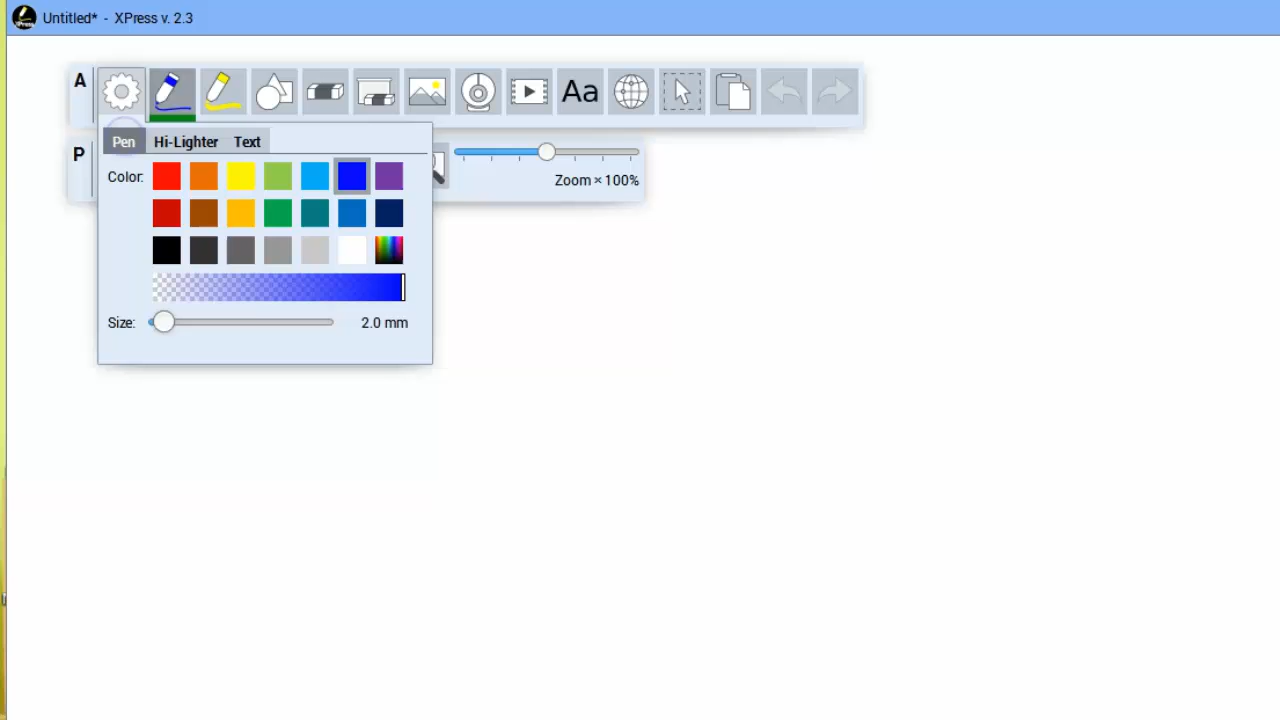 Untitled* - XPress v. 2.3
A
Aa
Pen Hi-Lighter Text
P
Color:
Zoom × 100%
Size: 2.0 mm